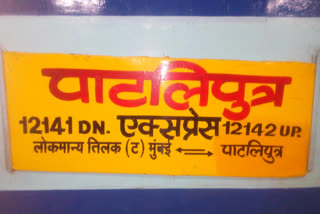 पाटलिपुत्र
12141 DN. एक्सप्रेस 12142 UP.
लोकमान्य तिलक (ट) मुंबई ⟷ पाटलिपुत्र